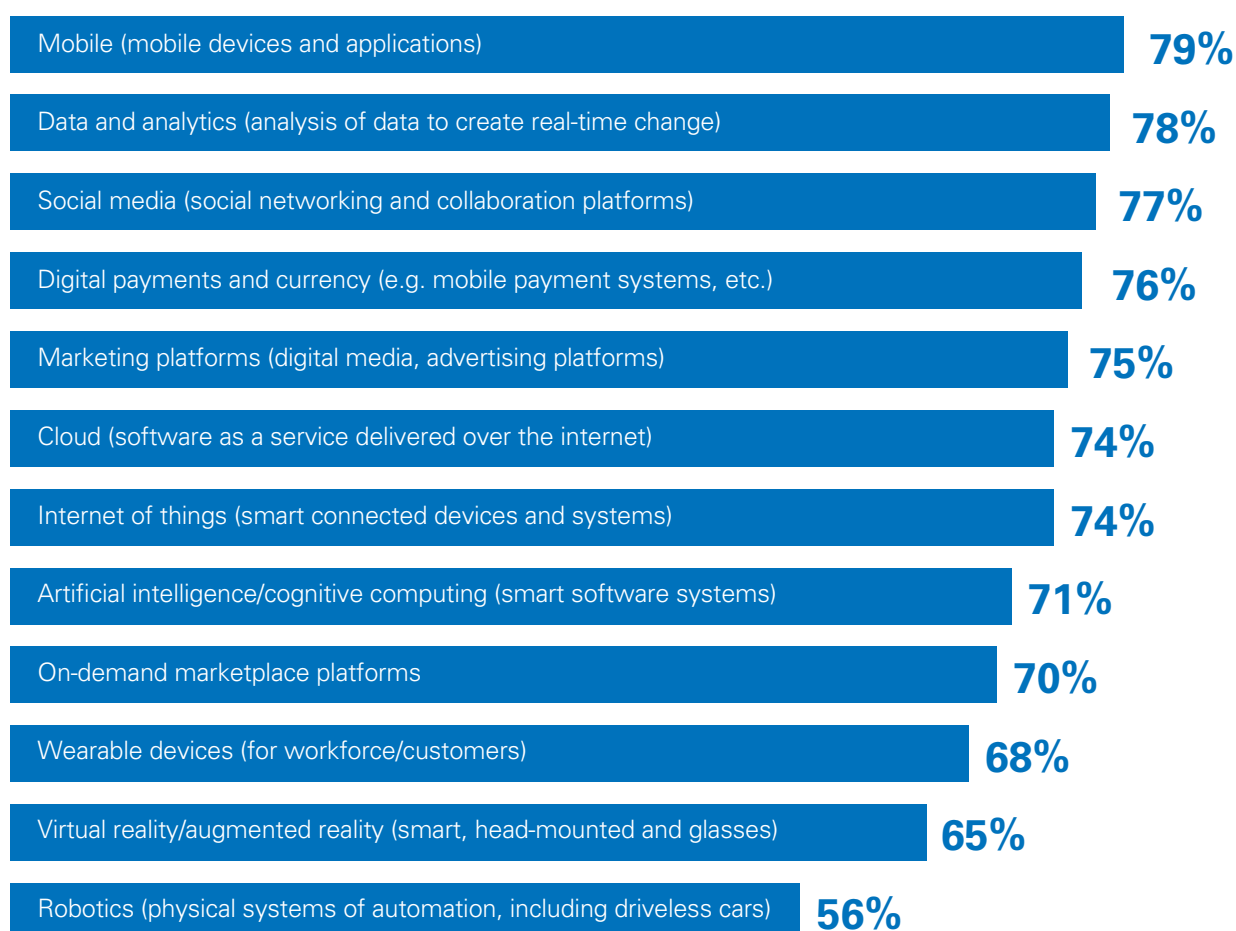 Mobile (mobile devices and applications) 79%
Data and analytics (analysis of data to create real-time change) 78%
Social media (social networking and collaboration platforms) 77%
Digital payments and currency (e.g. mobile payment systems, etc.) 76%
Marketing platforms (digital media, advertising platforms) 75%
Cloud (software as a service delivered over the internet) 74%
Internet of things (smart connected devices and systems) 74%
Artificial intelligence/cognitive computing (smart software systems) 71%
On-demand marketplace platforms 70%
Wearable devices (for workforce/customers) 68%
Virtual reality/augmented reality (smart, head-mounted and glasses) 65%
Robotics (physical systems of automation, including driveless cars) 56%